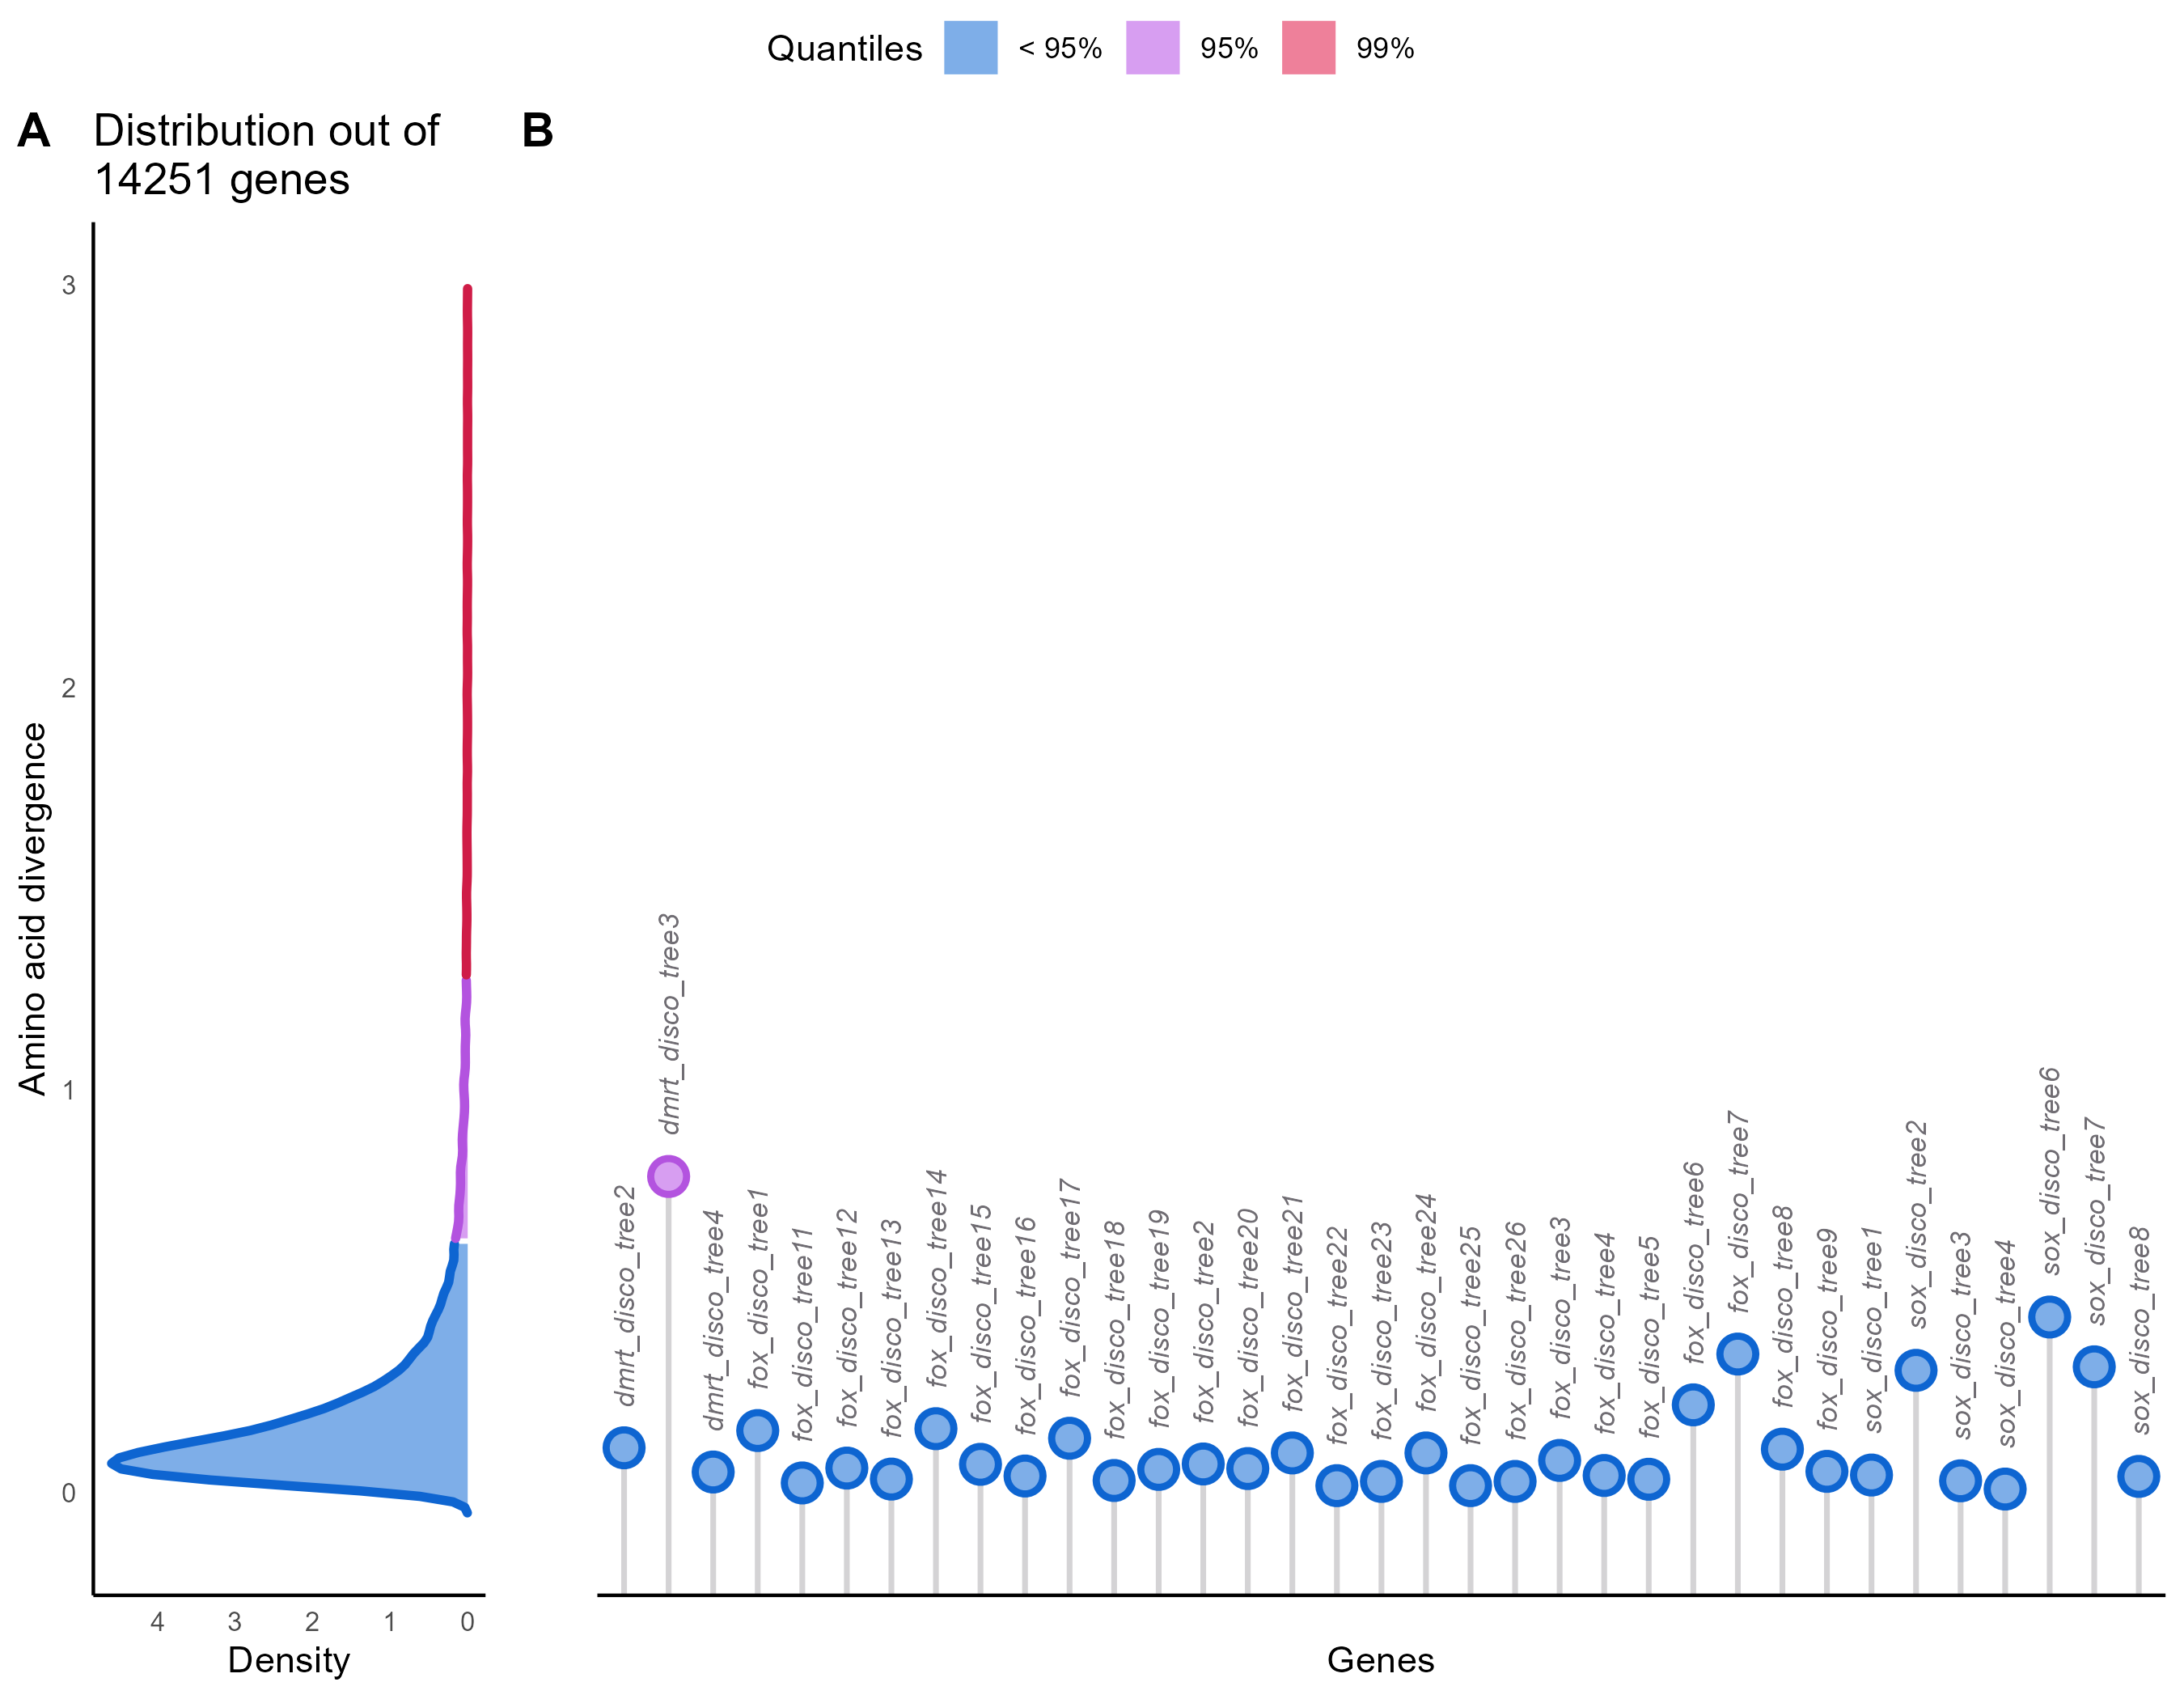 Quantiles < 95% 95% 99%
A Distribution out of
14251 genes
B
Amino acid divergence
3
2
1
0
4 3 2 1 0
Density
dmrt_disco_tree2
dmrt_disco_tree3
dmrt_disco_tree4
fox_disco_tree1
fox_disco_tree11
fox_disco_tree12
fox_disco_tree13
fox_disco_tree14
fox_disco_tree15
fox_disco_tree16
fox_disco_tree17
fox_disco_tree18
fox_disco_tree19
fox_disco_tree2
fox_disco_tree20
fox_disco_tree21
fox_disco_tree22
fox_disco_tree23
fox_disco_tree24
fox_disco_tree25
fox_disco_tree26
fox_disco_tree3
fox_disco_tree4
fox_disco_tree5
fox_disco_tree6
fox_disco_tree7
fox_disco_tree8
fox_disco_tree9
sox_disco_tree1
sox_disco_tree2
sox_disco_tree3
sox_disco_tree4
sox_disco_tree6
sox_disco_tree7
sox_disco_tree8
Genes